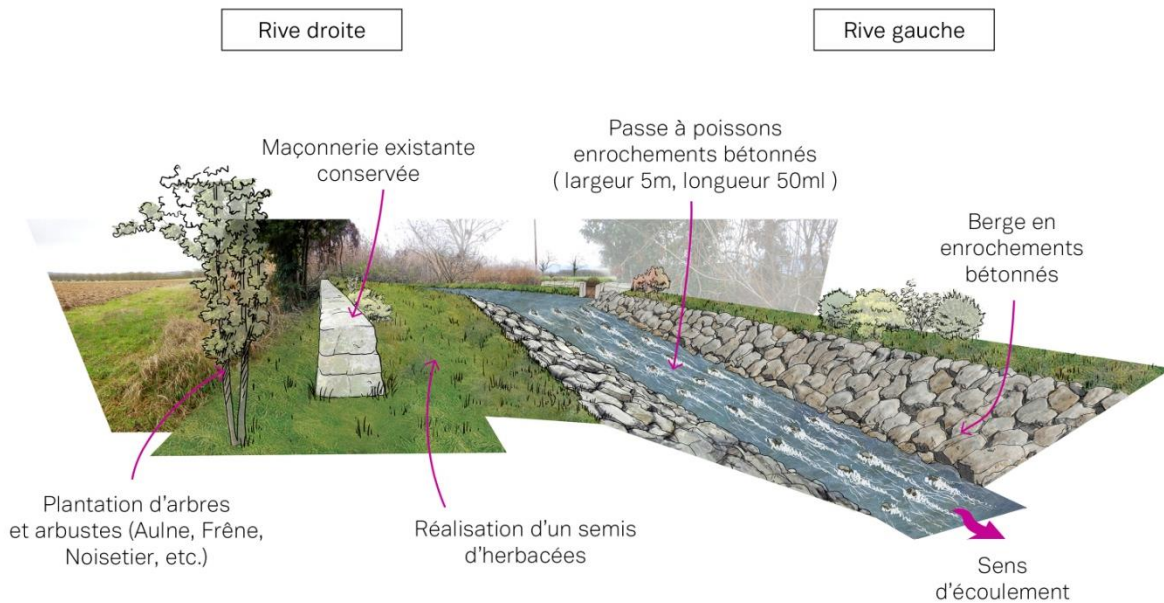 Rive droite
Rive gauche
Maçonnerie existante
conservée
Passe à poissons
enrochements bétonnés
( largeur 5m, longueur 50ml )
Berge en
enrochements
bétonnés
Plantation d'arbres
et arbustes (Aulne, Frêne,
Noisetier, etc.)
Réalisation d'un semis
d'herbacées
Sens
d'écoulement